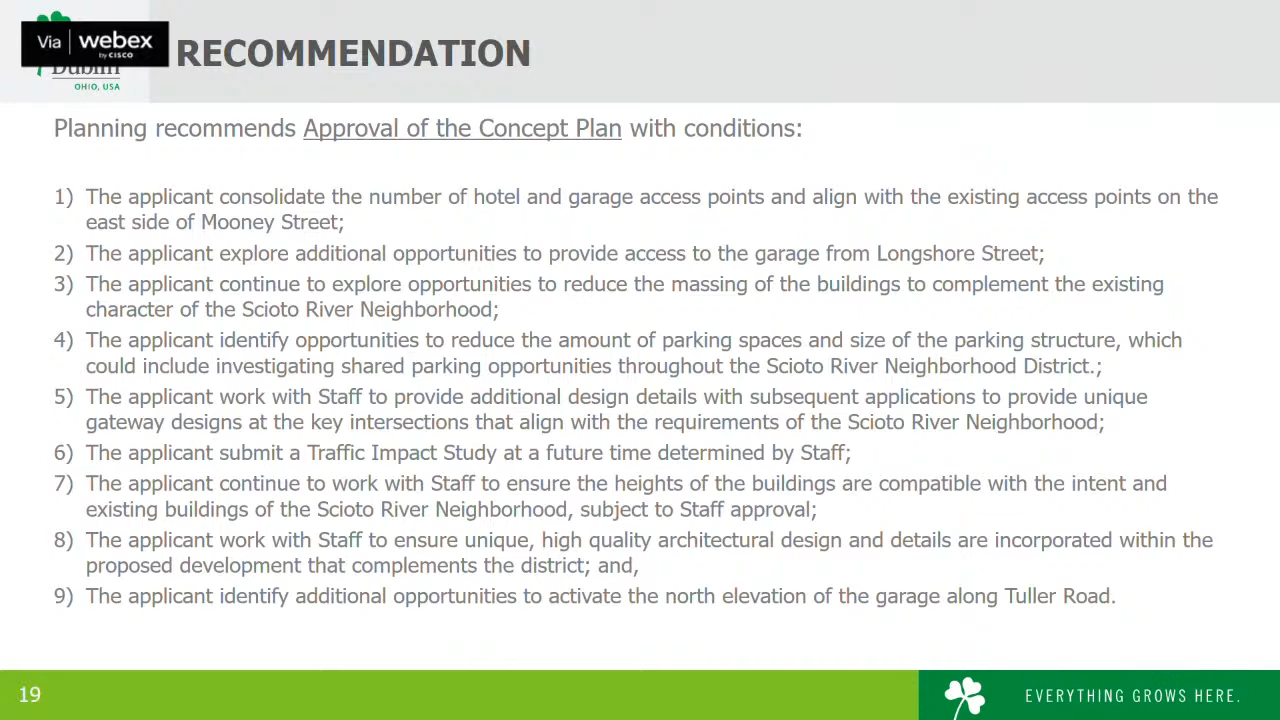 Via webex
by CISCO
Dublin
OHIO, USA
RECOMMENDATION
Planning recommends Approval of the Concept Plan with conditions:
1) The applicant consolidate the number of hotel and garage access points and align with the existing access points on the
east side of Mooney Street;
2) The applicant explore additional opportunities to provide access to the garage from Longshore Street;
3) The applicant continue to explore opportunities to reduce the massing of the buildings to complement the existing
character of the Scioto River Neighborhood;
4) The applicant identify opportunities to reduce the amount of parking spaces and size of the parking structure, which
could include investigating shared parking opportunities throughout the Scioto River Neighborhood District.;
5) The applicant work with Staff to provide additional design details with subsequent applications to provide unique
gateway designs at the key intersections that align with the requirements of the Scioto River Neighborhood;
6) The applicant submit a Traffic Impact Study at a future time determined by Staff;
7) The applicant continue to work with Staff to ensure the heights of the buildings are compatible with the intent and
existing buildings of the Scioto River Neighborhood, subject to Staff approval;
8) The applicant work with Staff to ensure unique, high quality architectural design and details are incorporated within the
proposed development that complements the district; and,
9) The applicant identify additional opportunities to activate the north elevation of the garage along Tuller Road.
19
EVERYTHING GROWS HERE.